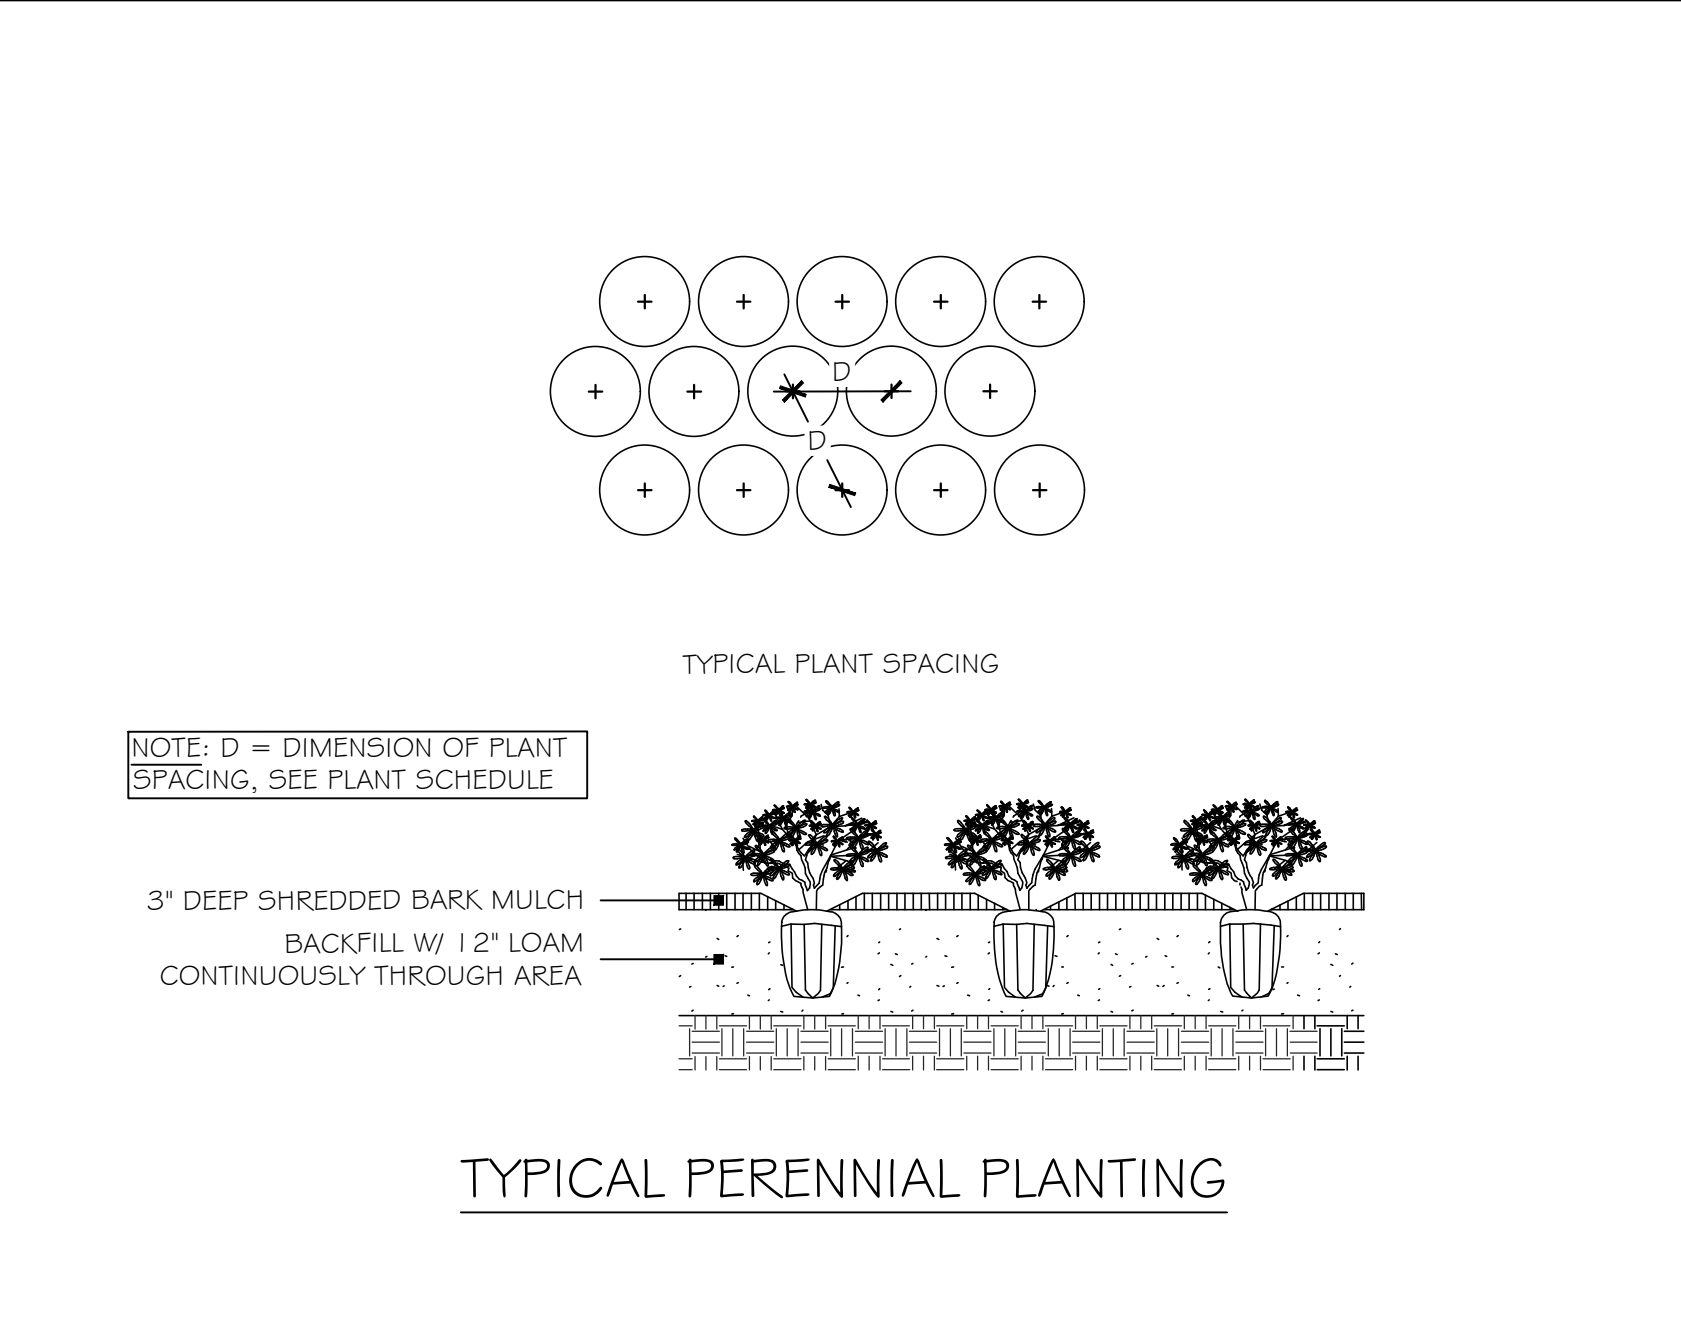 D
D
TYPICAL PLANT SPACING
NOTE: D = DIMENSION OF PLANT
SPACING, SEE PLANT SCHEDULE
3" DEEP SHREDDED BARK MULCH
BACKFILL W/ 12" LOAM
CONTINUOUSLY THROUGH AREA
TYPICAL PERENNIAL PLANTING